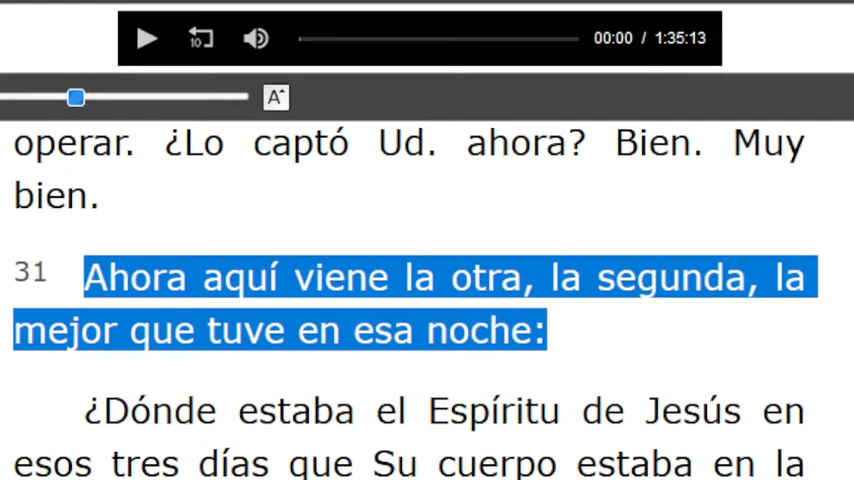 10
00:00 / 1:35:13
A
operar. ¿Lo captó Ud. ahora? Bien. Muy
bien.
31 Ahora aquí viene la otra, la segunda, la
mejor que tuve en esa noche:
¿Dónde estaba el Espíritu de Jesús en
esos tres días que Su cuerpo estaba en la